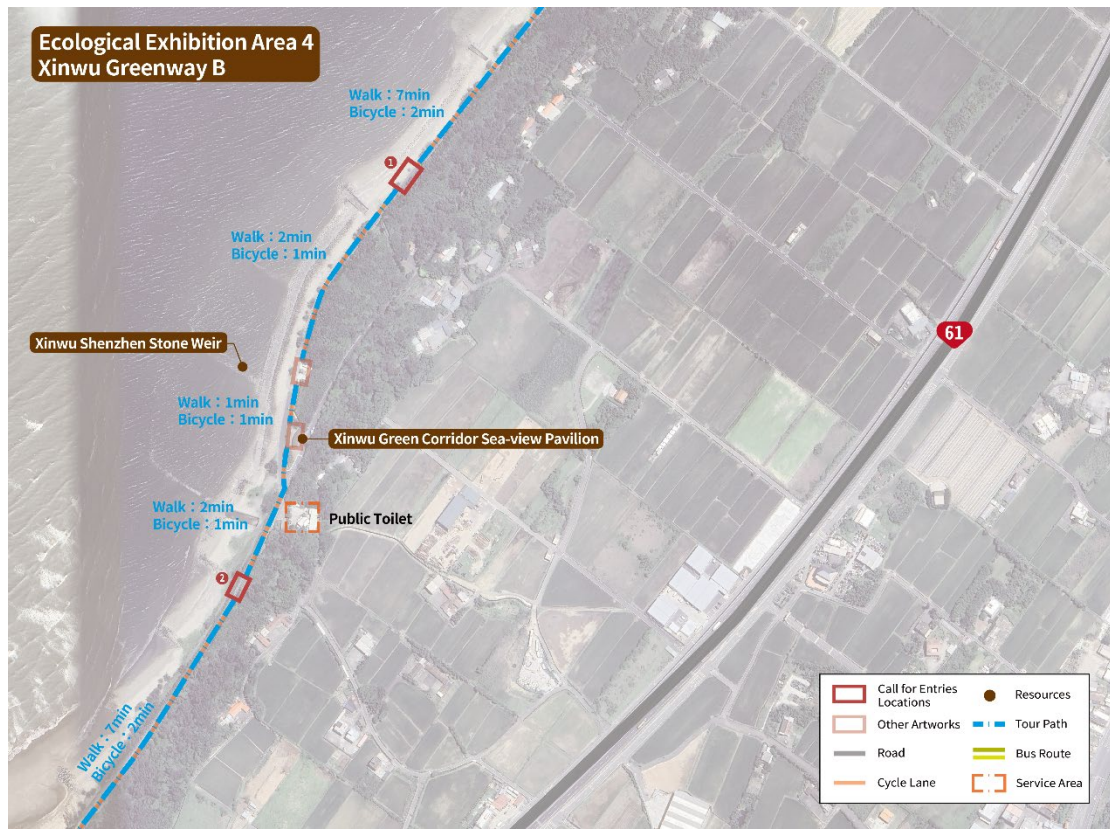 Ecological Exhibition Area 4
Xinwu Greenway B
Walk：7min
Bicycle：2min
1
Walk：2min
Bicycle：1min
61
Xinwu Shenzhen Stone Weir
Walk：1min
Bicycle：1min
Xinwu Green Corridor Sea-view Pavilion
Walk：2min
Bicycle：1min
Public Toilet
2
Walk：7min
Bicycle：2min
Call for Entries
Locations
Resources
Other Artworks
Tour Path
Road
Bus Route
Cycle Lane
Service Area